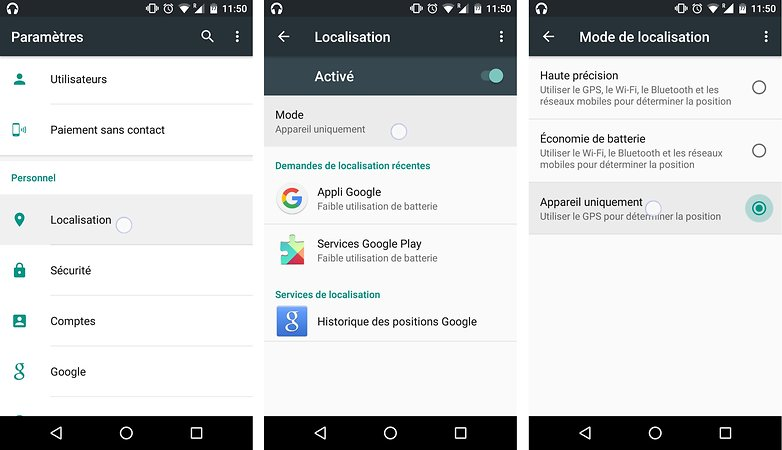 11:50
Paramètres
Utilisateurs
Paiement sans contact
Personnel
Localisation
Sécurité
Comptes
Google
11:50
Localisation
Activé
Mode
Appareil uniquement
Demandes de localisation récentes
Appli Google
Faible utilisation de batterie
Services Google Play
Faible utilisation de batterie
Services de localisation
Historique des positions Google
11:50
Mode de localisation
Haute précision
Utiliser le GPS, le Wi-Fi, le Bluetooth et les
réseaux mobiles pour déterminer la position
Économie de batterie
Utiliser le Wi-Fi, le Bluetooth et les réseaux
mobiles pour déterminer la position
Appareil uniquement
Utiliser le GPS pour déterminer la position